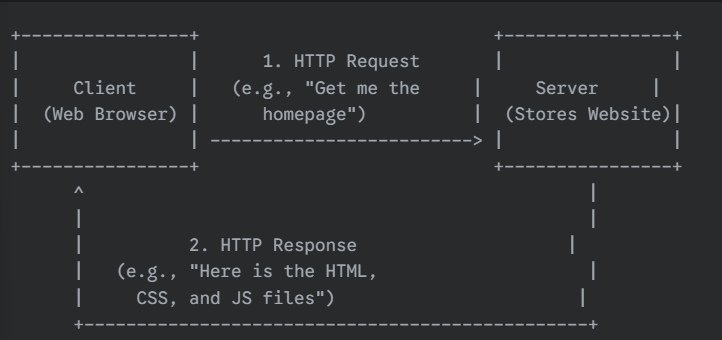 1. HTTP Request
Client (e.g., "Get me the Server
(Web Browser) homepage") (Stores Website)
2. HTTP Response
(e.g., "Here is the HTML,
CSS, and JS files")